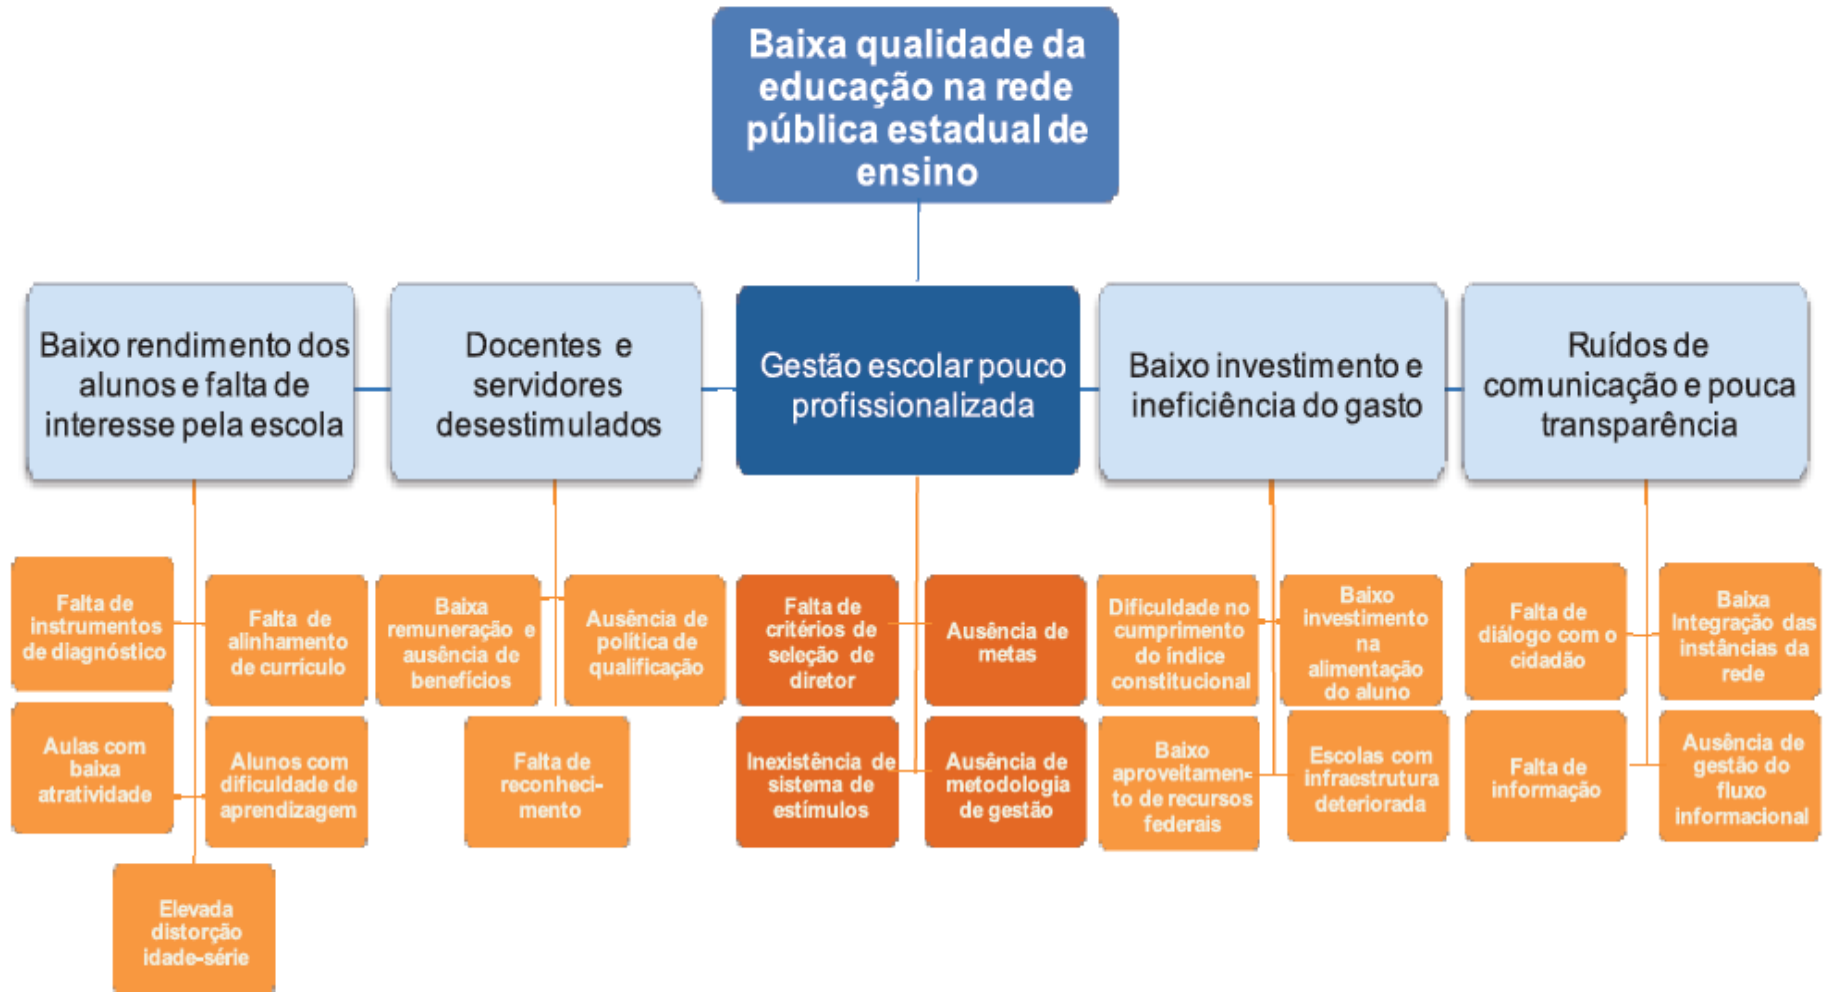 Baixa qualidade da
educação na rede
pública estadual de
ensino
Baixo rendimento dos
alunos e falta de
interesse pela escola
Docentes e
servidores
desestimulados
Gestão escolar pouco
profissionalizada
Baixo investimento e
ineficiência do gasto
Ruídos de
comunicação e pouca
transparência
Falta de
instrumentos
de diagnóstico
Falta de
alinhamento
de currículo
Aulas com
baixa
atratividade
Alunos com
dificuldade de
aprendizagem
Elevada
distorção
idade-série
Baixa
remuneração e
ausência de
benefícios
Ausência de
política de
qualificação
Falta de
reconheci-
mento
Falta de
critérios de
seleção de
diretor
Ausência de
metas
Inexistência de
sistema de
estímulos
Ausência de
metodologia
de gestão
Dificuldade no
cumprimento
do índice
constitucional
Baixo
investimento
na
alimentação
do aluno
Baixo
aproveitamen-
to de recursos
federais
Escolas com
infraestrutura
deteriorada
Falta de
diálogo com o
cidadão
Baixa
Integração das
instâncias da
rede
Falta de
informação
Ausência de
gestão do
fluxo
informacional